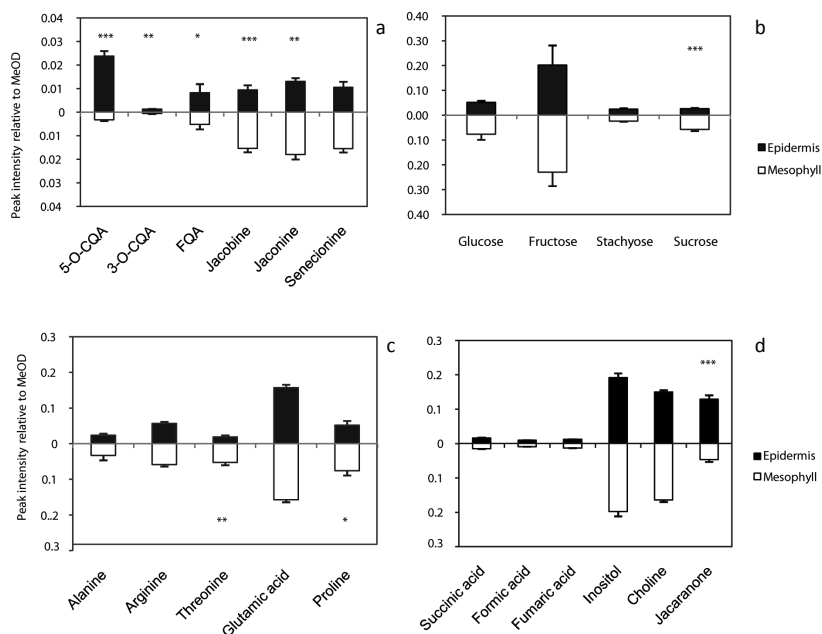 a
0.04
0.03
0.02
0.01
0
0.01
0.02
0.03
0.04
Peak intensity relative to MeOD
*** ** * *** **
5-O-CQA
3-O-CQA
FQA
Jacobine
Jaconine
Senecionine
b
0.40
0.30
0.20
0.10
0.00
0.10
0.20
0.30
0.40
***
Glucose Fructose Stachyose Sucrose
Epidermis
Mesophyll
c
0.3
0.2
0.1
0
0.1
0.2
0.3
Peak intensity relative to MeOD
** *
Alanine
Arginine
Threonine
Glutamic acid
Proline
d
0.3
0.2
0.1
0
0.1
0.2
0.3
***
Succinic acid
Formic acid
Fumaric acid
Inositol
Choline
Jacaranone
Epidermis
Mesophyll